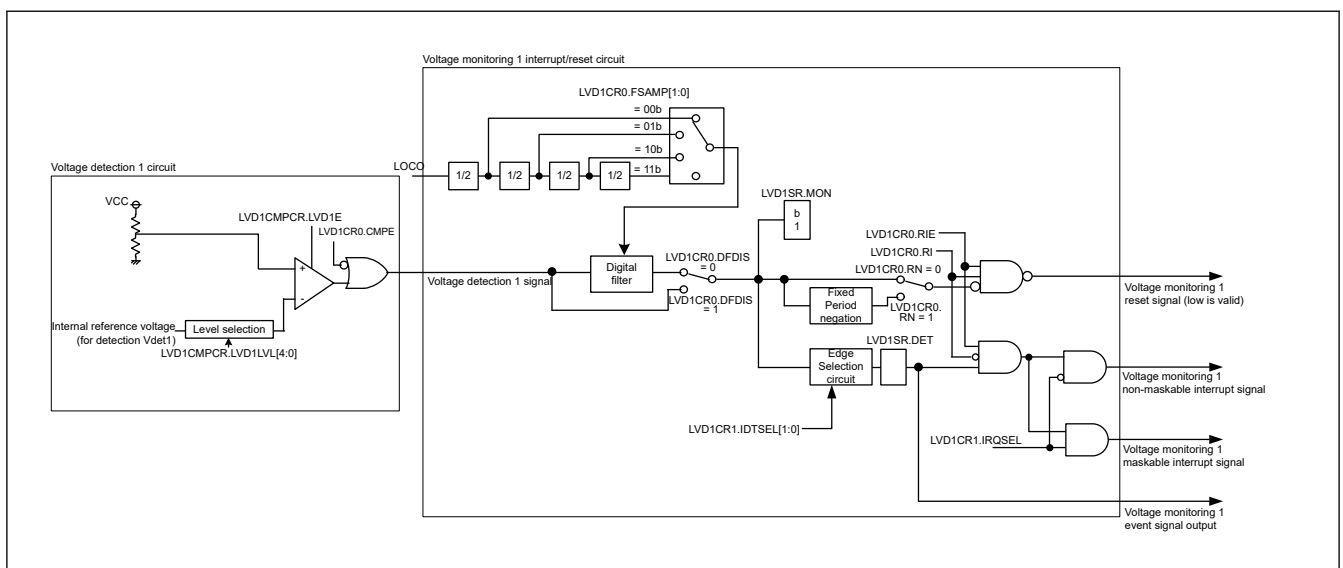 Voltage monitoring 1 interrupt/reset circuit
LVD1CR0.FSAMP[1:0]
= 00b
= 01b
= 10b
= 11b
LOCO
1/2
1/2
1/2
1/2
Voltage detection 1 circuit
VCC
LVD1CMPCR.LVD1E
LVD1CR0.CMPE
+
-
Internal reference voltage
(for detection Vdet1)
Level selection
LVD1CMPCR.LVD1LVL[4:0]
Voltage detection 1 signal
Digital
filter
LVD1CR0.DFDIS
= 0
LVD1CR0.DFDIS
= 1
LVD1SR.MON
b
1
LVD1CR0.RIE
LVD1CR0.RI
LVD1CR0.RN = 0
Fixed
Period
negation
LVD1CR0.
RN = 1
Voltage monitoring 1
reset signal (low is valid)
LVD1SR.DET
Edge
Selection
circuit
LVD1CR1.IDTSEL[1:0]
LVD1CR1.IRQSEL
Voltage monitoring 1
non-maskable interrupt signal
Voltage monitoring 1
maskable interrupt signal
Voltage monitoring 1
event signal output